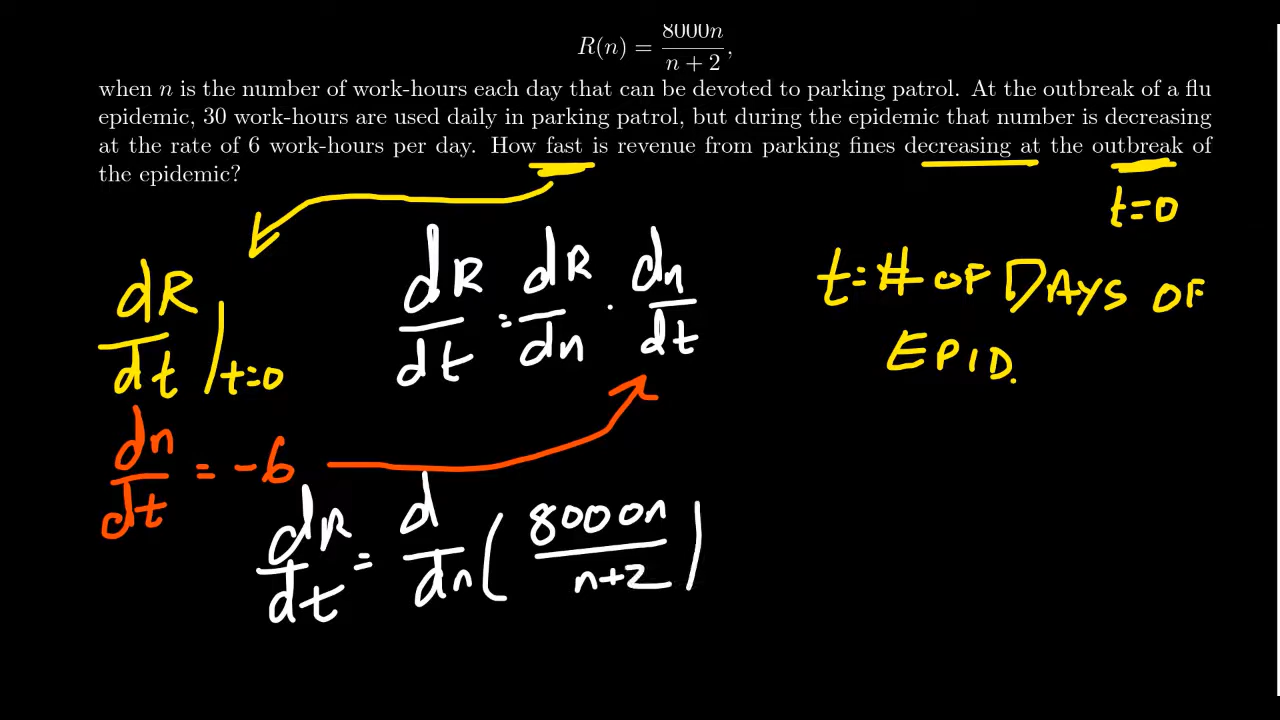 R(n) = 8000n / n + 2,
when n is the number of work-hours each day that can be devoted to parking patrol. At the outbreak of a flu
epidemic, 30 work-hours are used daily in parking patrol, but during the epidemic that number is decreasing
at the rate of 6 work-hours per day. How fast is revenue from parking fines decreasing at the outbreak of
the epidemic?
t=0
dR/dt |t=0
dR/dt = dR/dn · dn/dt
t=# OF DAYS OF
EPID.
dn/dt = -6
dR/dt = d/dn ( 8000n / n+2 )